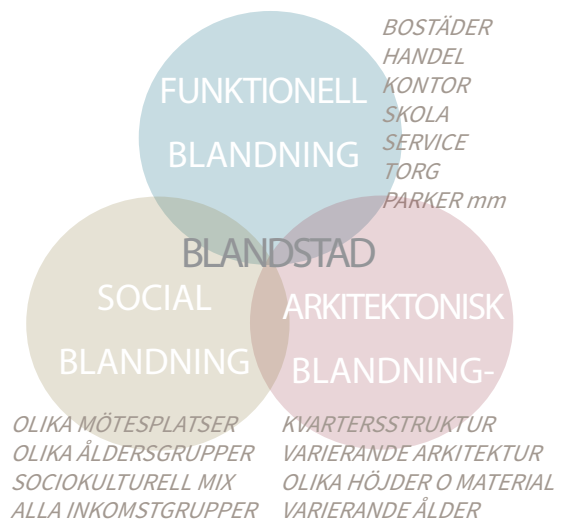 FUNKTIONELL
BLANDNING
BOSTÄDER
HANDEL
KONTOR
SKOLA
SERVICE
TORG
PARKER mm
BLANDSTAD
SOCIAL
BLANDNING
ARKITEKTONISK
BLANDNING-
OLIKA MÖTESPLATSER
OLIKA ÅLDERSGRUPPER
SOCIOKULTURELL MIX
ALLA INKOMSTGRUPPER
KVARTERSSTRUKTUR
VARIERANDE ARKITEKTUR
OLIKA HÖJDER O MATERIAL
VARIERANDE ÅLDER